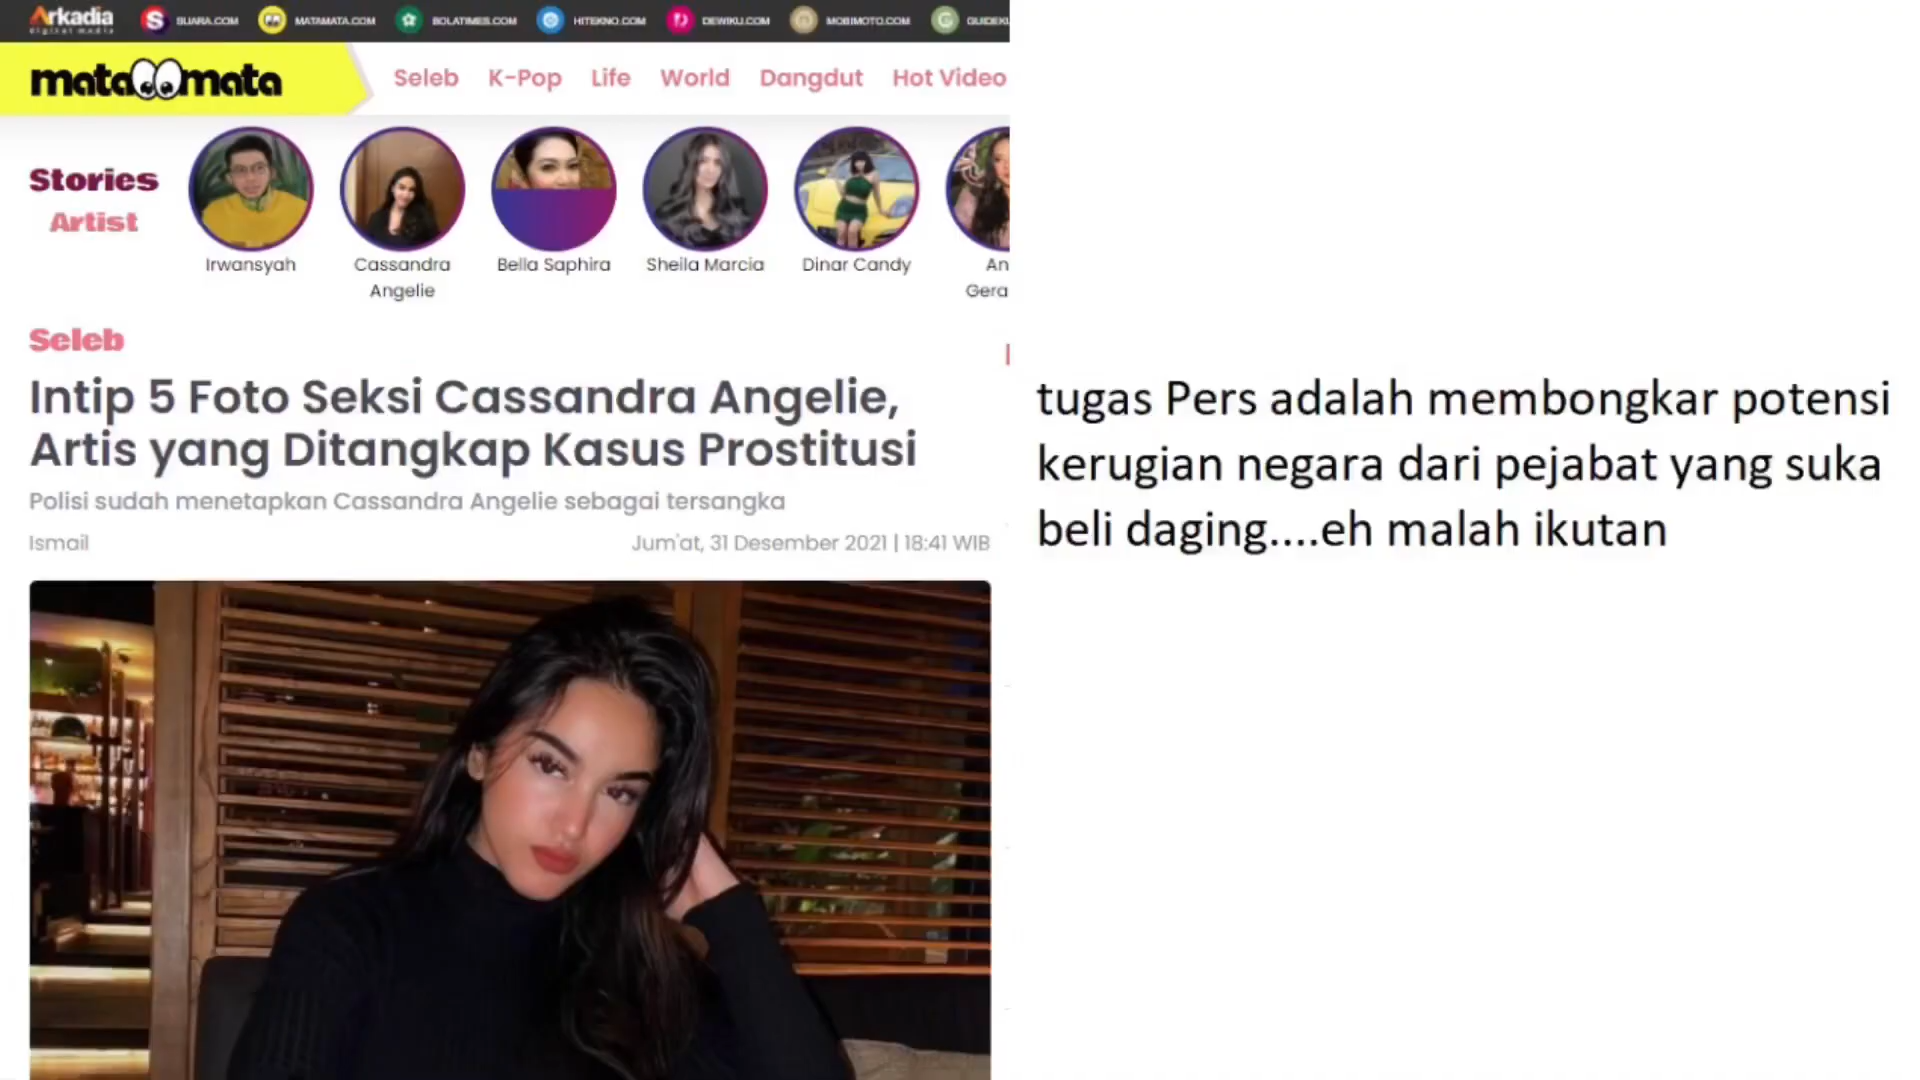 Arkadia
digital media
SUARA.COM
MATAMATA.COM
BOLATIMES.COM
HITEKNO.COM
DEWIKU.COM
MOBIMOTO.COM
matamata
Seleb K-Pop Life World Dangdut Hot Video
Stories
Artist
Irwansyah
Cassandra
Angelie
Bella Saphira
Sheila Marcia
Dinar Candy
An
Gera
Seleb
Intip 5 Foto Seksi Cassandra Angelie,
Artis yang Ditangkap Kasus Prostitusi
Polisi sudah menetapkan Cassandra Angelie sebagai tersangka
Ismail
Jum'at, 31 Desember 2021 | 18:41 WIB
tugas Pers adalah membongkar potensi
kerugian negara dari pejabat yang suka
beli daging....eh malah ikutan